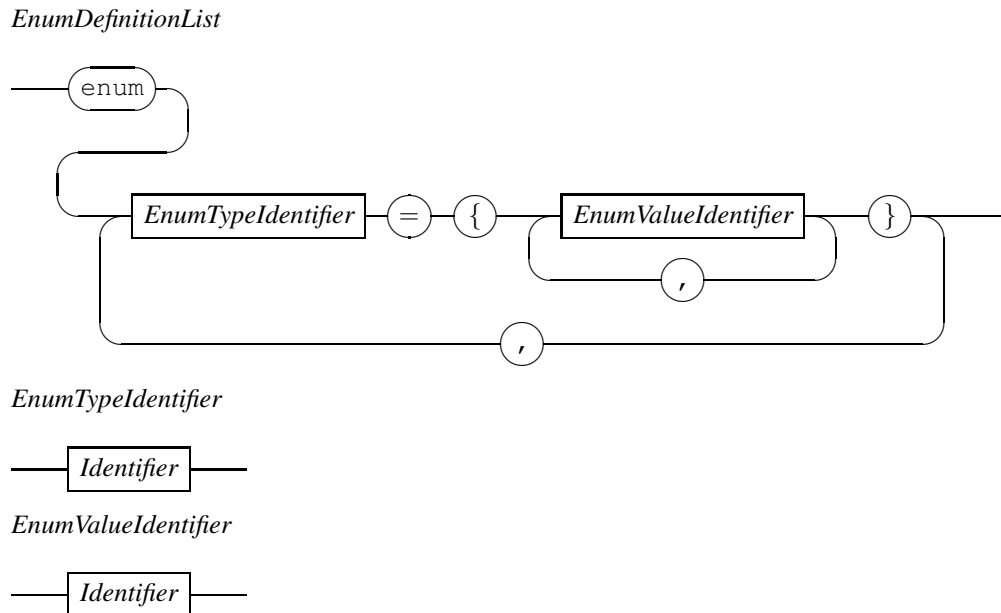 EnumDefinitionList
enum
EnumTypeIdentifier = { EnumValueIdentifier }
,
,
EnumTypeIdentifier
Identifier
EnumValueIdentifier
Identifier